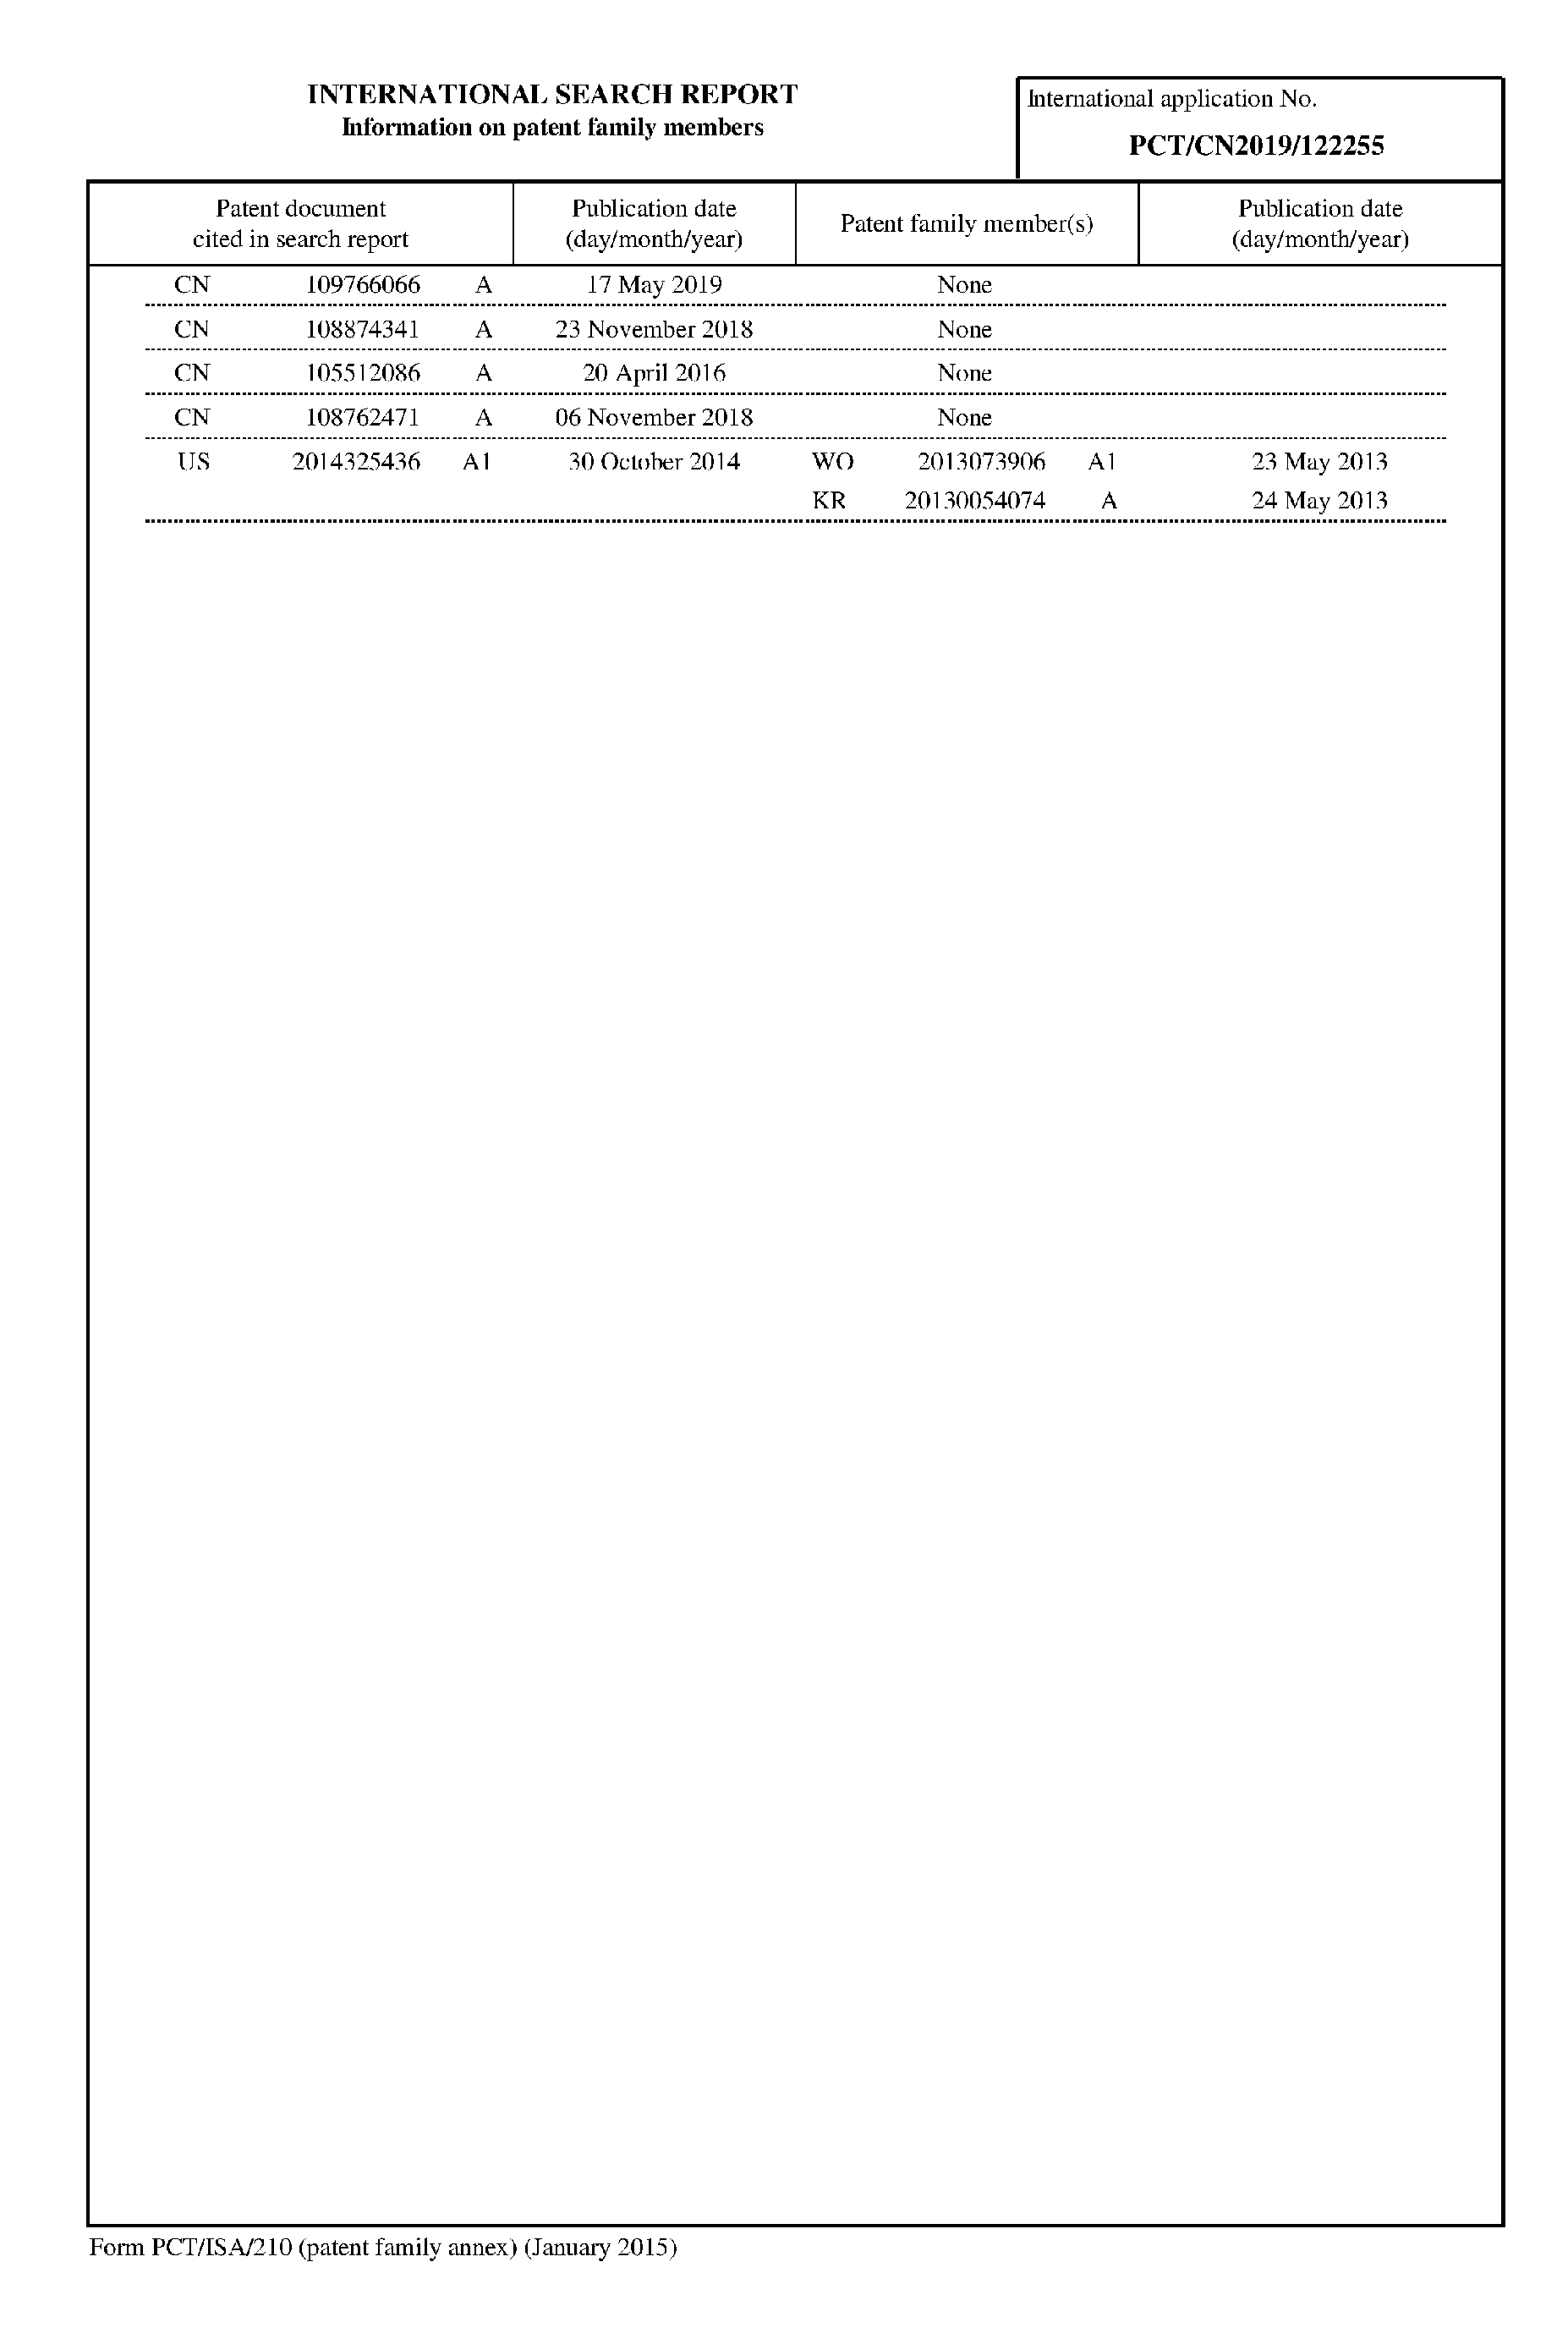 INTERNATIONAL SEARCH REPORT
Information on patent family members
International application No.
PCT/CN2019/122255
Patent document
cited in search report
Publication date
(day/month/year)
Patent family member(s)
Publication date
(day/month/year)
CN 109766066 A 17 May 2019 None
CN 108874341 A 23 November 2018 None
CN 105512086 A 20 April 2016 None
CN 108762471 A 06 November 2018 None
US 2014325436 A1 30 October 2014 WO 2013073906 A1 23 May 2013
KR 20130054074 A 24 May 2013
Form PCT/ISA/210 (patent family annex) (January 2015)